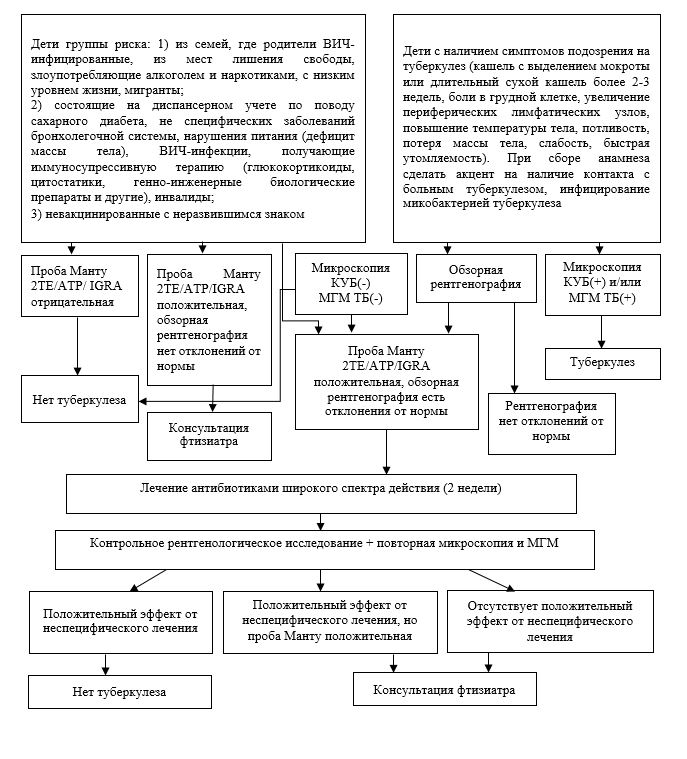 Дети группы риска: 1) из семей, где родители ВИЧ-
инфицированные, из мест лишения свободы,
злоупотребляющие алкоголем и наркотиками, с низким
уровнем жизни, мигранты;
2) состоящие на диспансерном учете по поводу
сахарного диабета, не специфических заболеваний
бронхолегочной системы, нарушения питания (дефицит
массы тела), ВИЧ-инфекции, получающие
иммуносупрессивную терапию (глюкокортикоиды,
цитостатики, генно-инженерные биологические
препараты и другие), инвалиды;
3) невакцинированные с неразвившимся знаком
Дети с наличием симптомов подозрения на
туберкулез (кашель с выделением мокроты
или длительный сухой кашель более 2-3
недель, боли в грудной клетке, увеличение
периферических лимфатических узлов,
повышение температуры тела, потливость,
потеря массы тела, слабость, быстрая
утомляемость). При сборе анамнеза
сделать акцент на наличие контакта с
больным туберкулезом, инфицирование
микобактерией туберкулеза
Проба Манту
2ТЕ/АТР/ IGRA
отрицательная
Проба Манту
2ТЕ/АТР/IGRA
положительная,
обзорная
рентгенография
нет отклонений от
нормы
Микроскопия
КУБ(-)
МГМ ТБ(-)
Обзорная
рентгенография
Микроскопия
КУБ(+) и/или
МГМ ТБ(+)
Проба Манту
2ТЕ/АТР/IGRA
положительная, обзорная
рентгенография есть
отклонения от нормы
Туберкулез
Нет туберкулеза
Консультация
фтизиатра
Рентгенография
нет отклонений от
нормы
Лечение антибиотиками широкого спектра действия (2 недели)
Контрольное рентгенологическое исследование + повторная микроскопия и МГМ
Положительный эффект от
неспецифического лечения
Положительный эффект от
неспецифического лечения, но
проба Манту положительная
Отсутствует положительный
эффект от неспецифического
лечения
Нет туберкулеза
Консультация фтизиатра